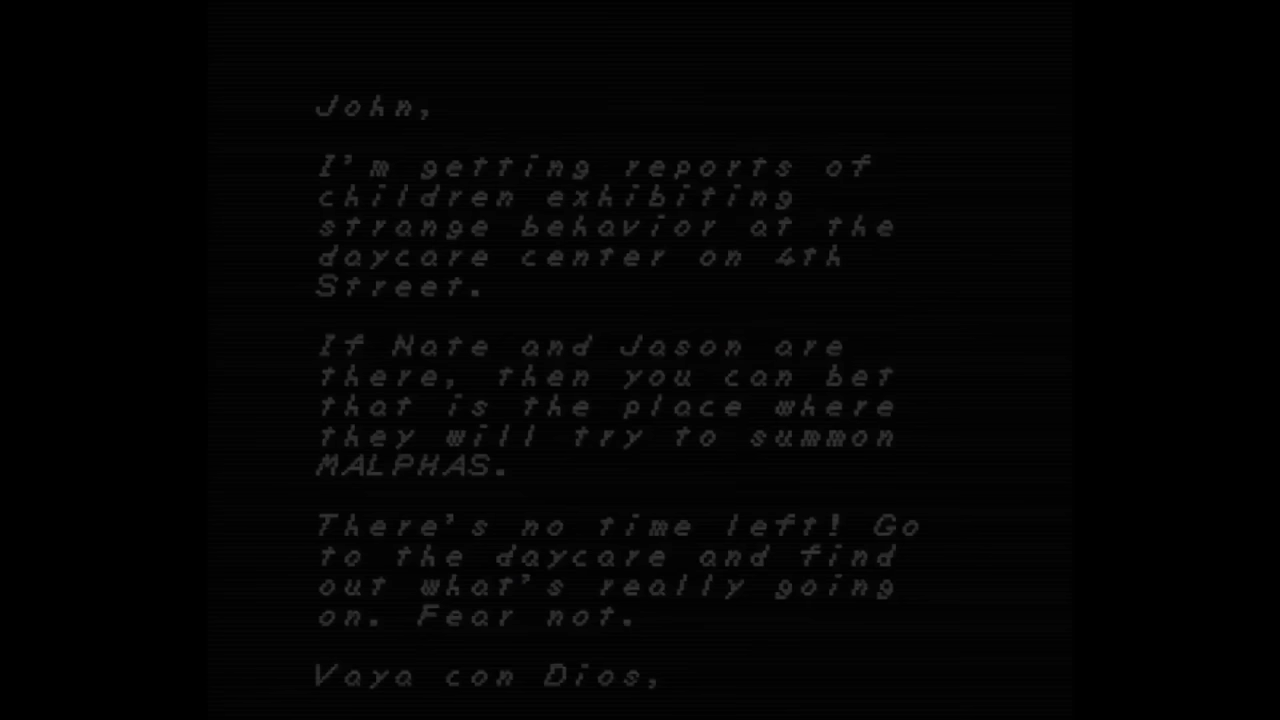 John,
I'm getting reports of
children exhibiting
strange behavior at the
daycare center on 4th
Street.
If Nate and Jason are
there, then you can bet
that is the place where
they will try to summon
MALPHAS.
There's no time left! Go
to the daycare and find
out what's really going
on. Fear not.
Vaya con Dios,